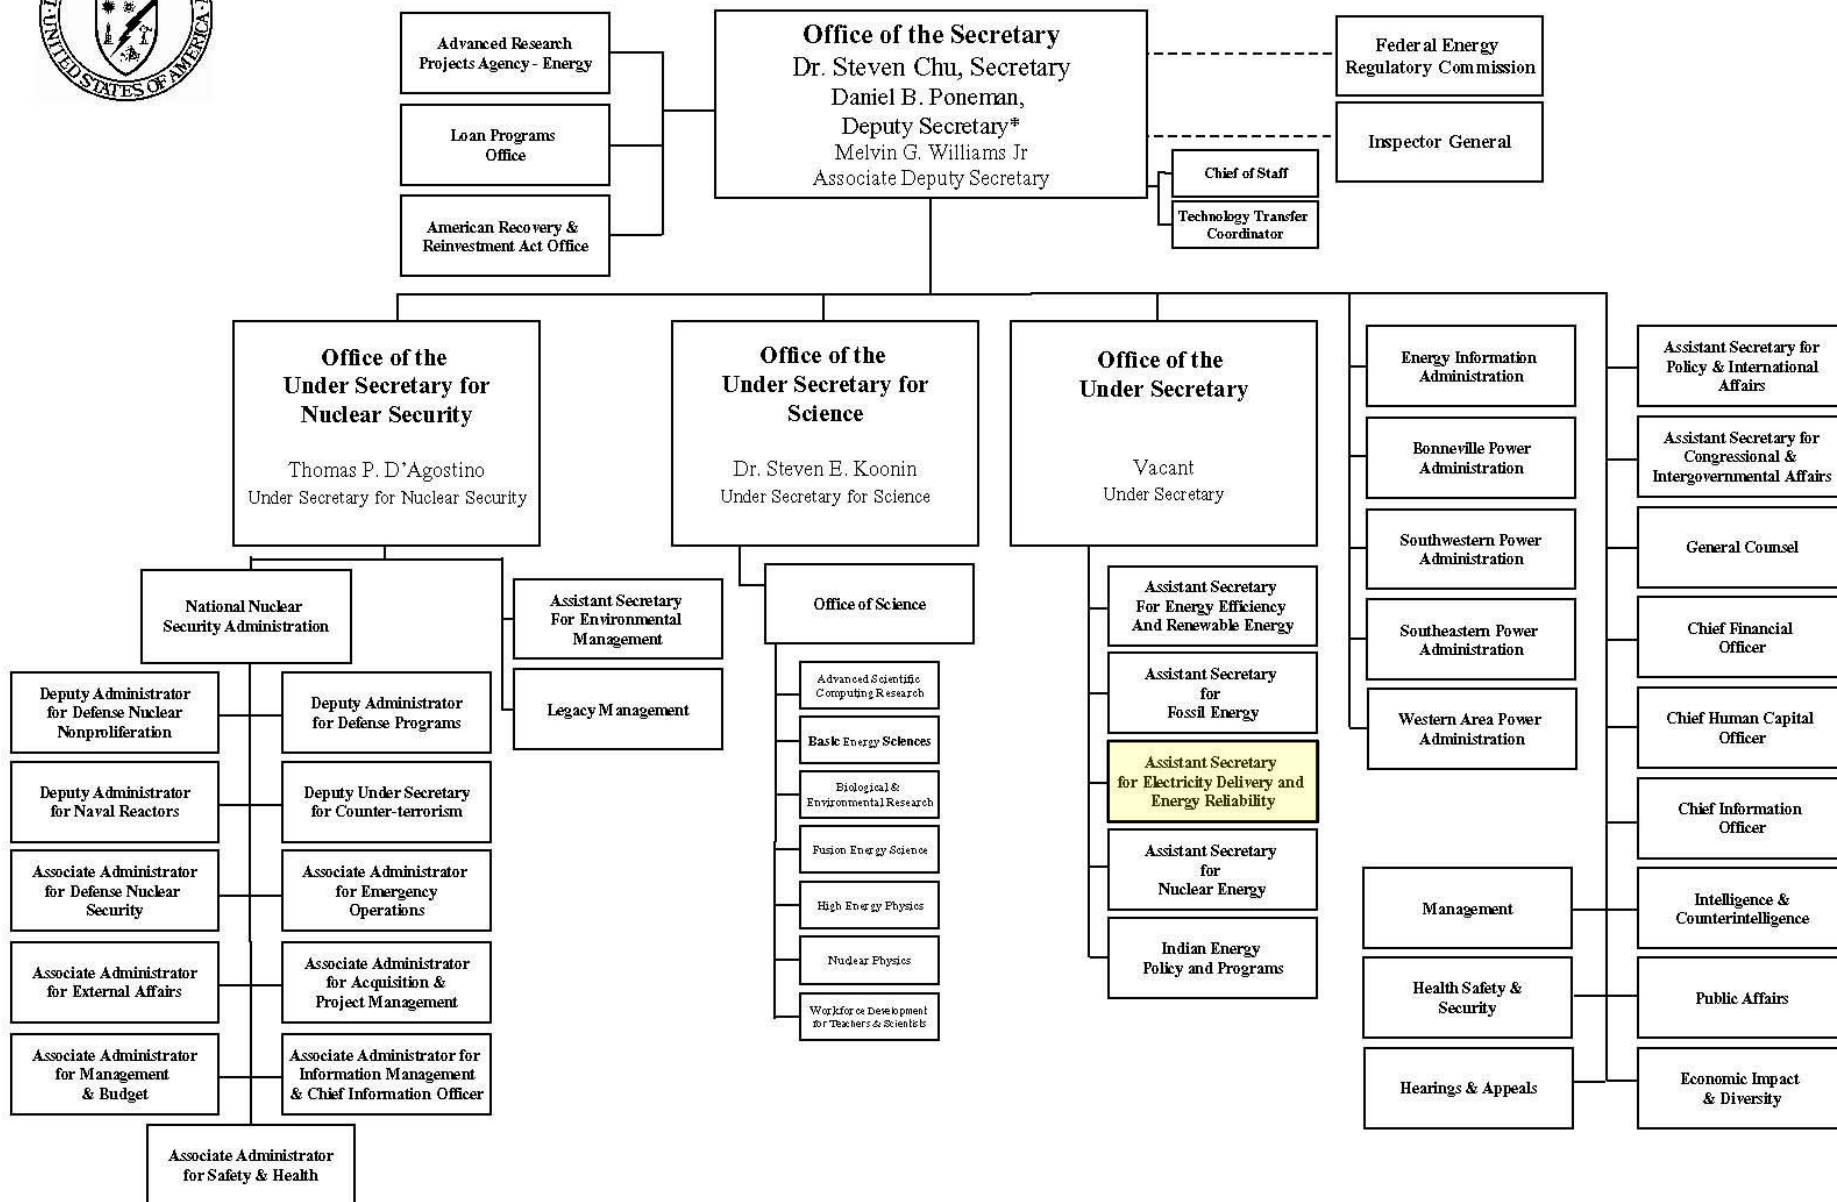 UNITED STATES OF AMERICA
Advanced Research
Projects Agency - Energy
Loan Programs
Office
American Recovery &
Reinvestment Act Office
Office of the Secretary
Dr. Steven Chu, Secretary
Daniel B. Poneman,
Deputy Secretary*
Melvin G. Williams Jr
Associate Deputy Secretary
Federal Energy
Regulatory Commission
Inspector General
Chief of Staff
Technology Transfer
Coordinator
Office of the
Under Secretary for
Nuclear Security
Thomas P. D'Agostino
Under Secretary for Nuclear Security
National Nuclear
Security Administration
Deputy Administrator
for Defense Nuclear
Nonproliferation
Deputy Administrator
for Defense Programs
Deputy Administrator
for Naval Reactors
Deputy Under Secretary
for Counter-terrorism
Associate Administrator
for Defense Nuclear
Security
Associate Administrator
for Emergency
Operations
Associate Administrator
for External Affairs
Associate Administrator
for Acquisition &
Project Management
Associate Administrator
for Management
& Budget
Associate Administrator for
Information Management
& Chief Information Officer
Associate Administrator
for Safety & Health
Assistant Secretary
For Environmental
Management
Legacy Management
Office of the
Under Secretary for
Science
Dr. Steven E. Koonin
Under Secretary for Science
Office of Science
Advanced Scientific
Computing Research
Basic Energy Sciences
Biological &
Environmental Research
Fusion Energy Science
High Energy Physics
Nuclear Physics
Workforce Development
for Teachers & Scientists
Office of the
Under Secretary
Vacant
Under Secretary
Assistant Secretary
For Energy Efficiency
And Renewable Energy
Assistant Secretary
for
Fossil Energy
Assistant Secretary
for Electricity Delivery and
Energy Reliability
Assistant Secretary
for
Nuclear Energy
Indian Energy
Policy and Programs
Energy Information
Administration
Bonneville Power
Administration
Southwestern Power
Administration
Southeastern Power
Administration
Western Area Power
Administration
Management
Health Safety &
Security
Hearings & Appeals
Assistant Secretary for
Policy & International
Affairs
Assistant Secretary for
Congressional &
Intergovernmental Affairs
General Counsel
Chief Financial
Officer
Chief Human Capital
Officer
Chief Information
Officer
Intelligence &
Counterintelligence
Public Affairs
Economic Impact
& Diversity